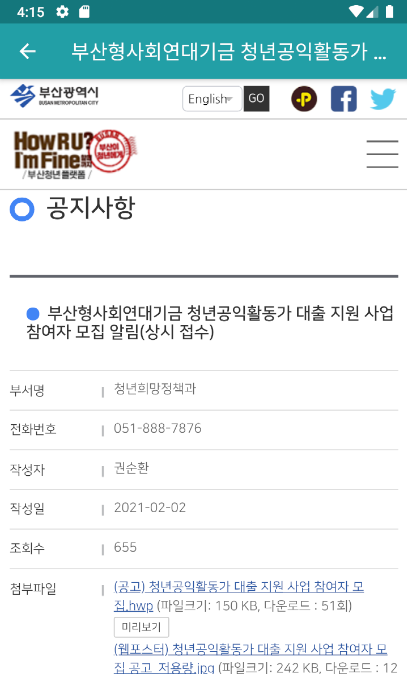 4:15
부산형사회연대기금 청년공익활동가 ...
부산광역시
BUSAN METROPOLITAN CITY
English
GO
HowRU?
I'm Fine
부산이
청년에게
/ 부산청년 플랫폼 /
공지사항
부산형사회연대기금 청년공익활동가 대출 지원 사업
참여자 모집 알림(상시 접수)
부서명 | 청년희망정책과
전화번호 | 051-888-7876
작성자 | 권순환
작성일 | 2021-02-02
조회수 | 655
첨부파일 | (공고) 청년공익활동가 대출 지원 사업 참여자 모
집.hwp (파일크기: 150 KB, 다운로드 : 51회)
미리보기
(웹포스터) 청년공익활동가 대출 지원 사업 참여자 모
집 공고_저용량.jpg (파일크기: 242 KB, 다운로드 : 12